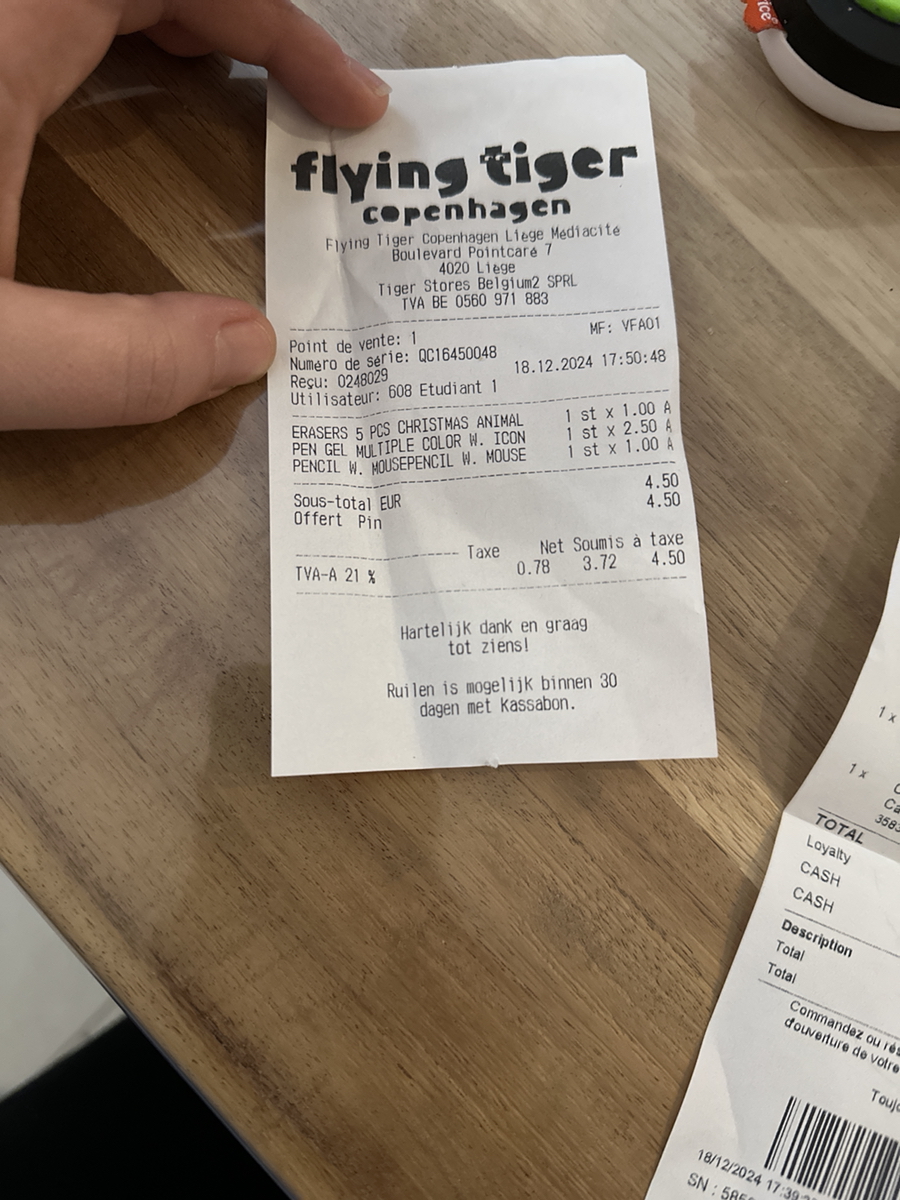 flying tiger
copenhagen
Flying Tiger Copenhagen Liège Médiacité
Boulevard Pointcaré 7
4020 Liège
Tiger Stores Belgium2 SPRL
TVA BE 0560 971 883
Point de vente: 1 MF: VFA01
Numéro de série: QC16450048
Reçu: 0248029 18.12.2024 17:50:48
Utilisateur: 608 Etudiant 1
ERASERS 5 PCS CHRISTMAS ANIMAL 1 st x 1.00 A
PEN GEL MULTIPLE COLOR W. ICON 1 st x 2.50 A
PENCIL W. MOUSEPENCIL W. MOUSE 1 st x 1.00 A
Sous-total EUR 4.50
Offert Pin 4.50
Taxe Net Soumis à taxe
TVA-A 21 % 0.78 3.72 4.50
Hartelijk dank en graag
tot ziens!
Ruilen is mogelijk binnen 30
dagen met kassabon.
1 x
1 x
TOTAL
Loyalty
CASH
CASH
Description
Total
Total
Commandez ou
d'ouverture de votre
18/12/2024
SN :